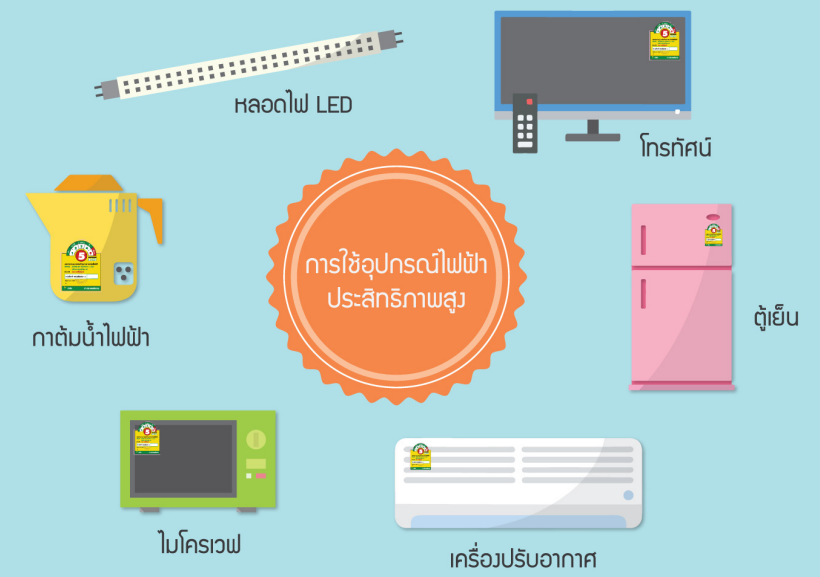 หลอดไฟ LED
โทรทัศน์
การใช้อุปกรณ์ไฟฟ้า
ประสิทธิภาพสูง
กาต้มน้ำไฟฟ้า
5
ตู้เย็น
ไมโครเวฟ
เครื่องปรับอากาศ